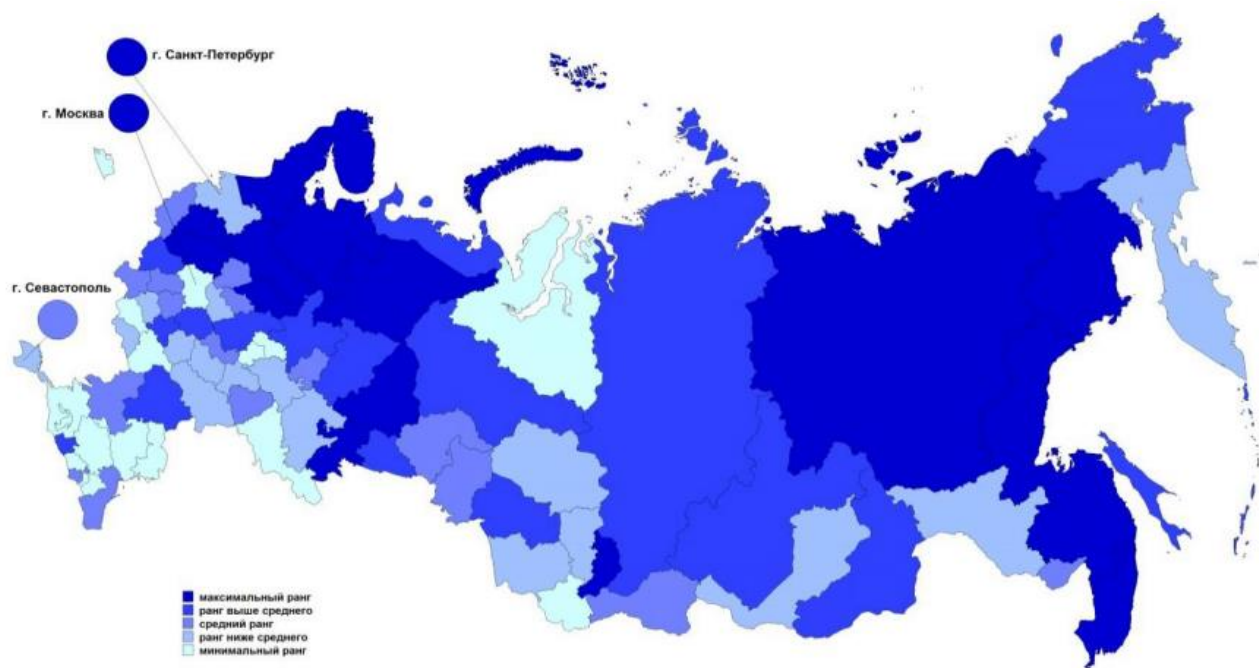 г. Санкт-Петербург
г. Москва
г. Севастополь
максимальный ранг
ранг выше среднего
средний ранг
ранг ниже среднего
минимальный ранг